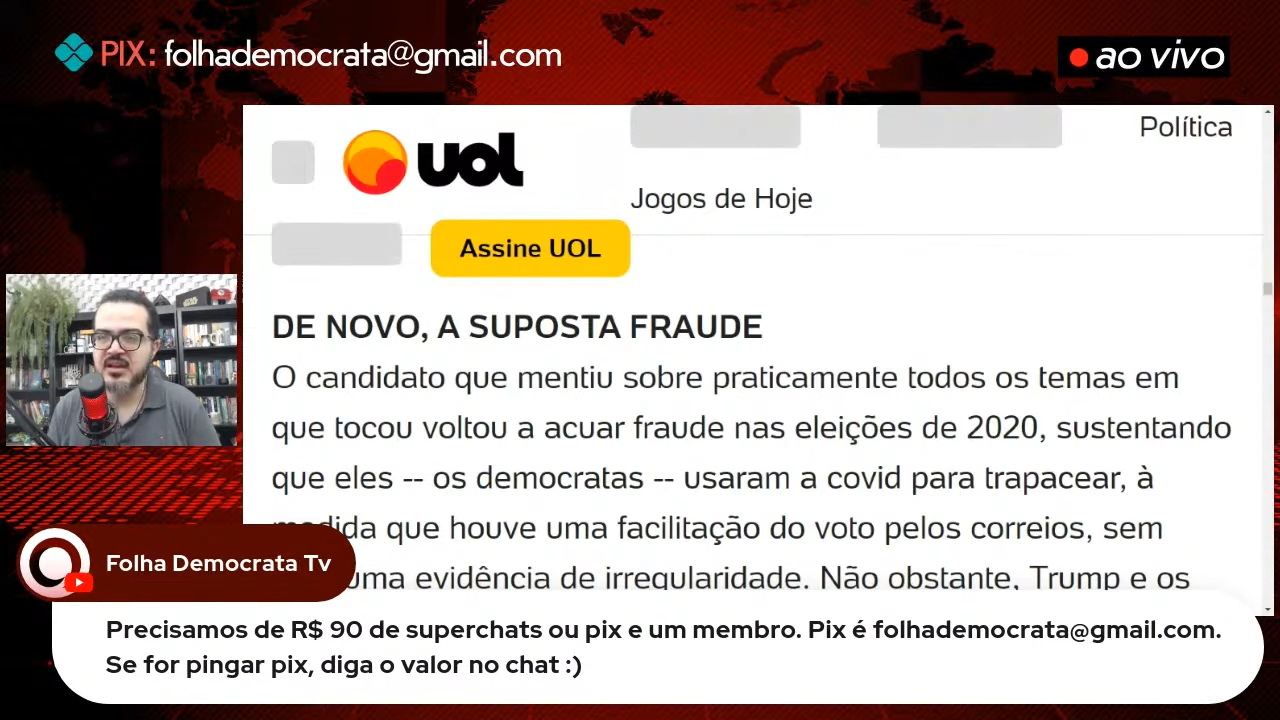 PIX: folhademocrata@gmail.com
ao vivo
uol
Política
Jogos de Hoje
Assine UOL
DE NOVO, A SUPOSTA FRAUDE
O candidato que mentiu sobre praticamente todos os temas em
que tocou voltou a acuar fraude nas eleições de 2020, sustentando
que eles -- os democratas -- usaram a covid para trapacear, à
medida que houve uma facilitação do voto pelos correios, sem
uma evidência de irregularidade. Não obstante, Trump e os
Folha Democrata Tv
Precisamos de R$ 90 de superchats ou pix e um membro. Pix é folhademocrata@gmail.com.
Se for pingar pix, diga o valor no chat :)